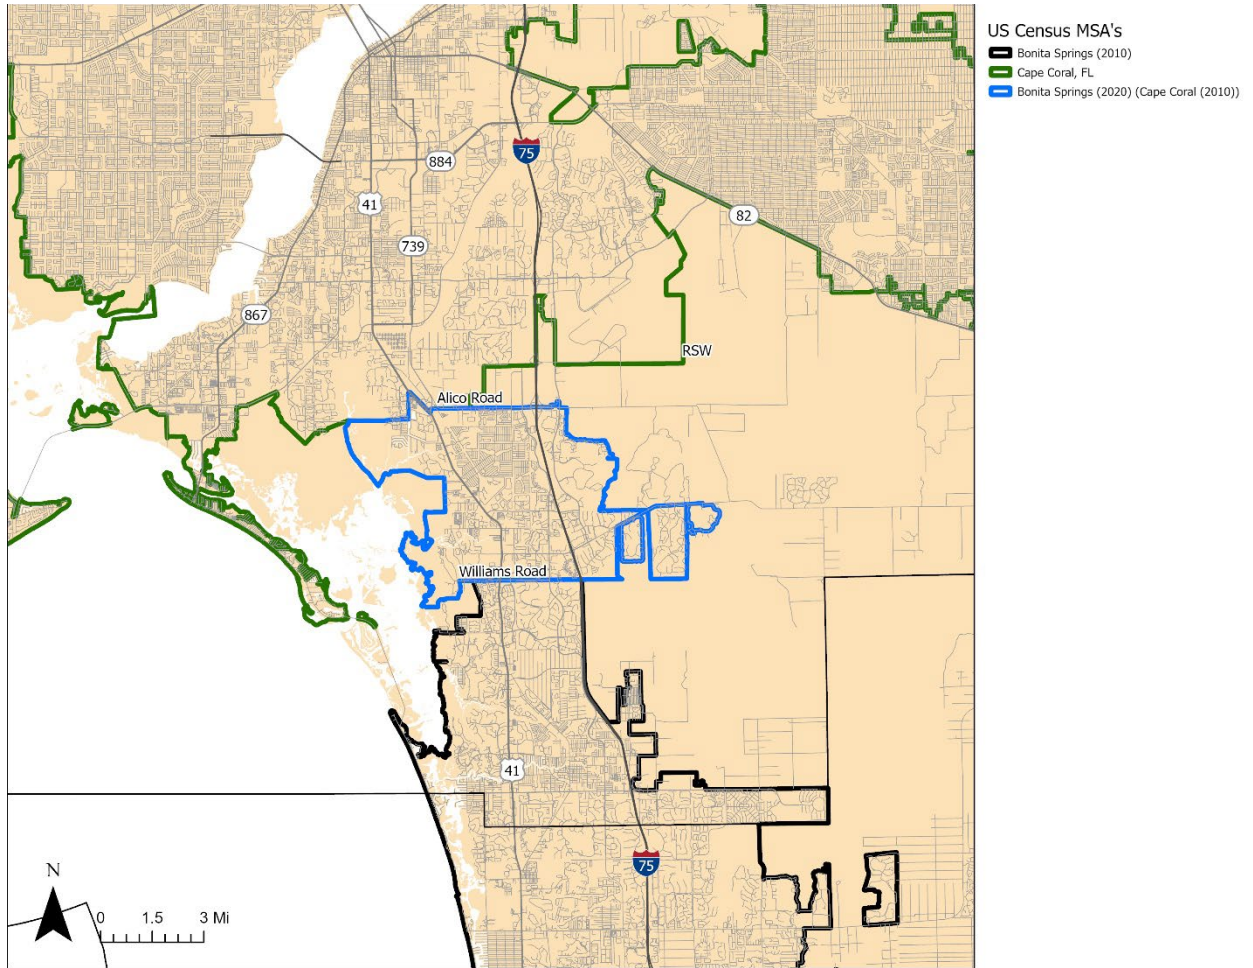 US Census MSA's
Bonita Springs (2010)
Cape Coral, FL
Bonita Springs (2020) (Cape Coral (2010))
884
75
41
82
739
867
RSW
Alico Road
Williams Road
41
75
N
0 1.5 3 Mi